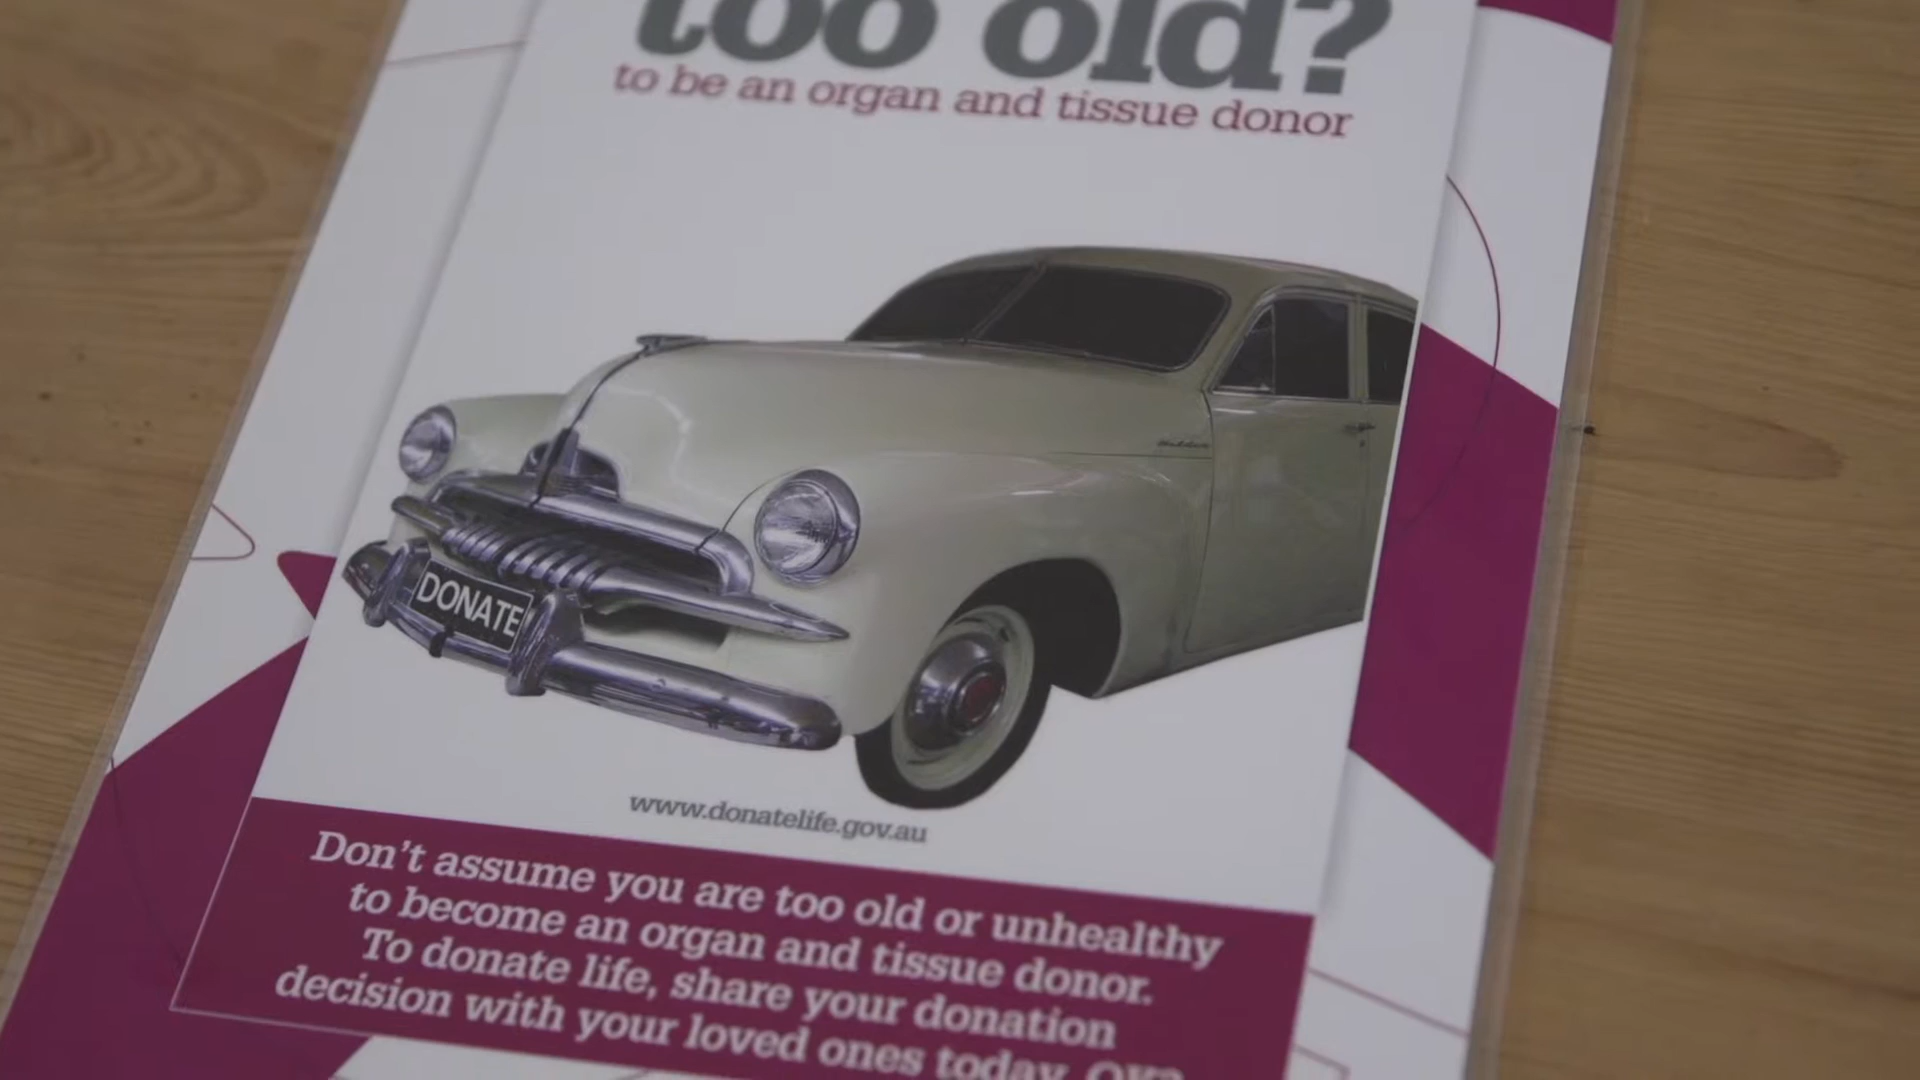 too old?
to be an organ and tissue donor
Holden
DONATE
www.donatelife.gov.au
Don't assume you are too old or unhealthy
to become an organ and tissue donor.
To donate life, share your donation
decision with your loved ones today. OK?